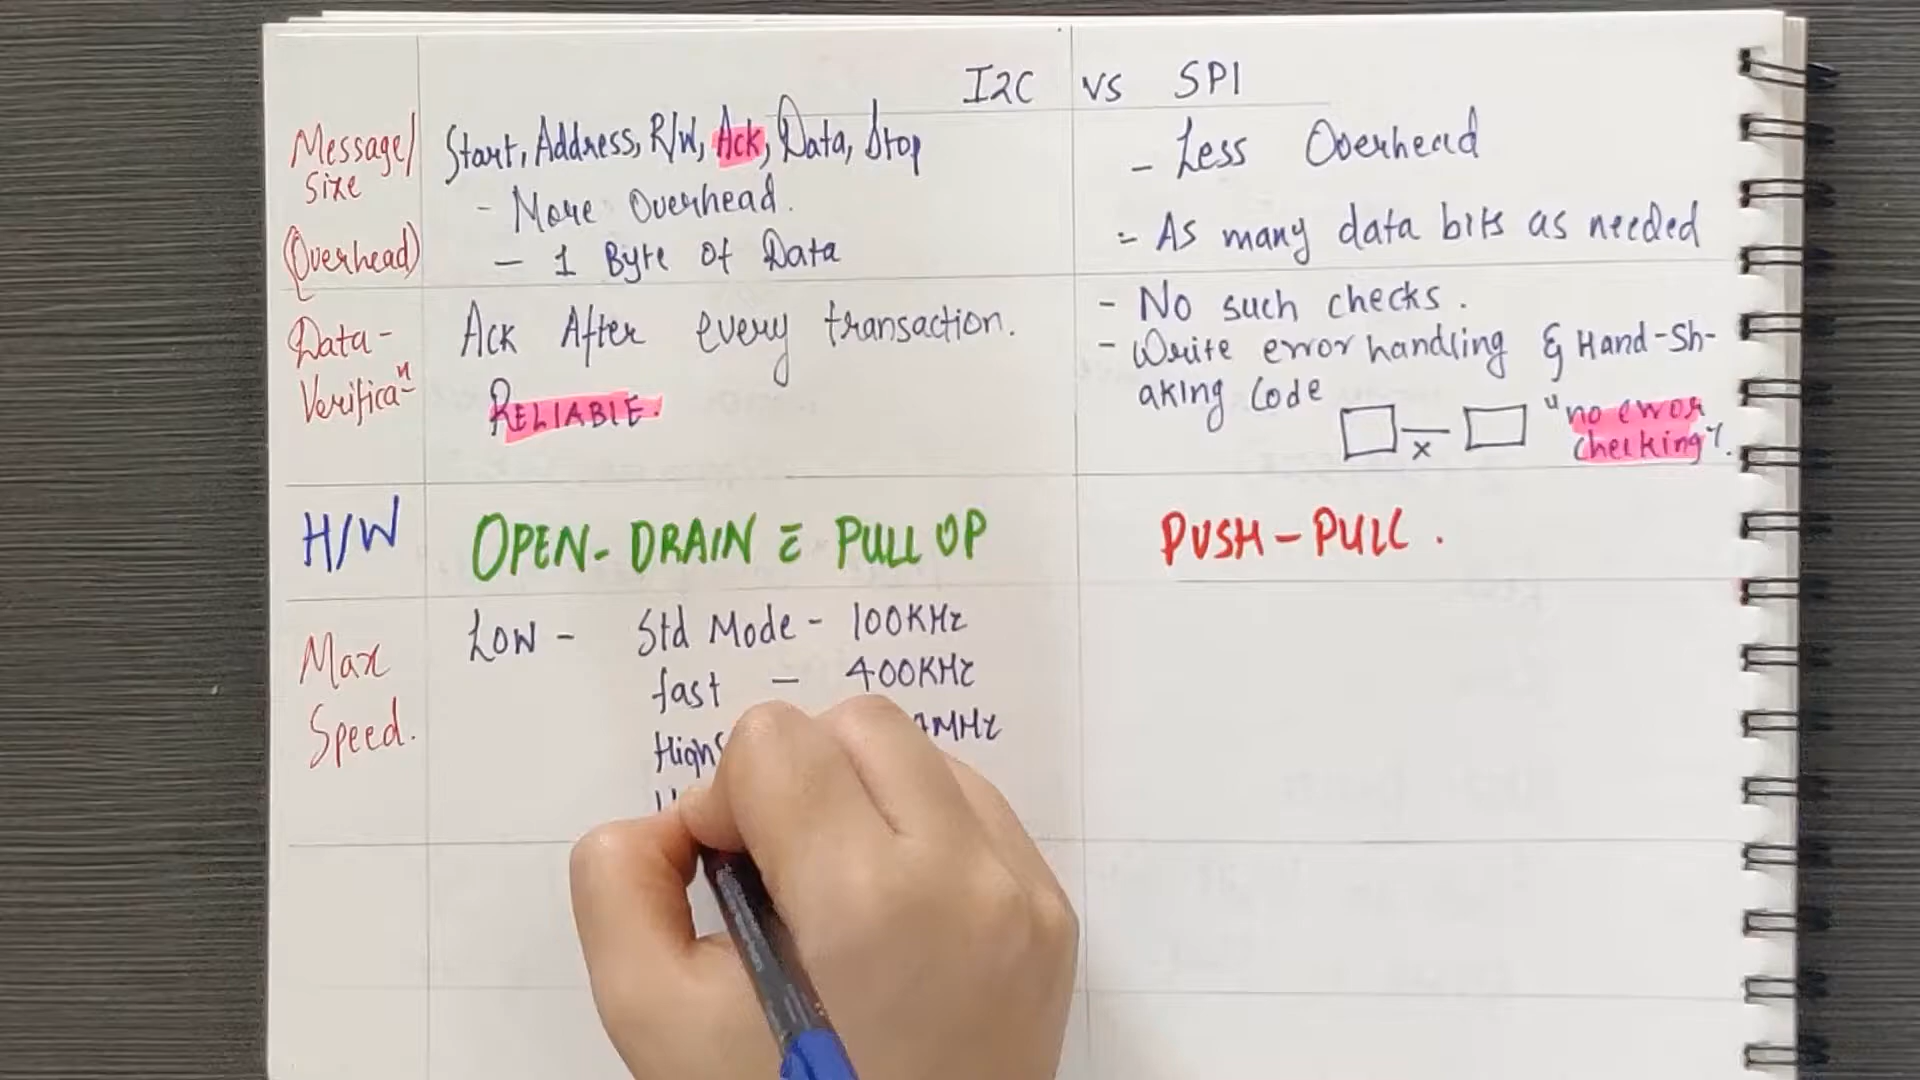 I2C vs SPI
Message/
Size
(Overhead)
Start, Address, R/W, Ack, Data, Stop
- More Overhead.
- 1 Byte of Data
- Less Overhead
- As many data bits as needed
Data-
Verificaⁿ
Ack After every transaction.
RELIABLE.
- No such checks.
- Write error handling & Hand-Sh-
aking Code
x
"no error
checking".
H/W
OPEN-DRAIN c̄ PULL UP
PUSH-PULL.
Max
Speed.
Low - Std Mode - 100KHz
fast - 400KHz
MHz